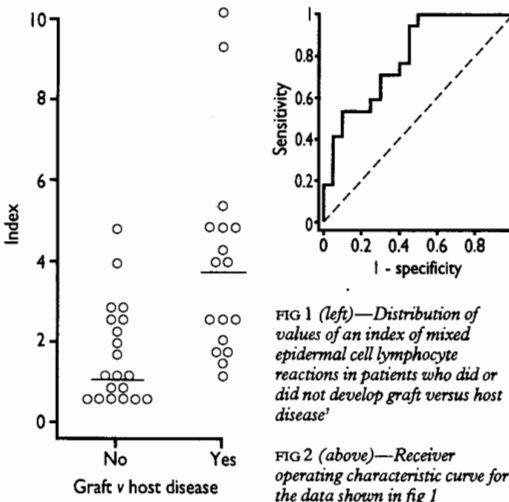 10
8
6
4
2
0
Index
No
Yes
Graft v host disease
1
0.8
0.6
0.4
0.2
0
Sensitivity
0
0.2
0.4
0.6
0.8
1 - specificity
FIG 1 (left)—Distribution of
values of an index of mixed
epidermal cell lymphocyte
reactions in patients who did or
did not develop graft versus host
disease¹
FIG 2 (above)—Receiver
operating characteristic curve for
the data shown in fig 1